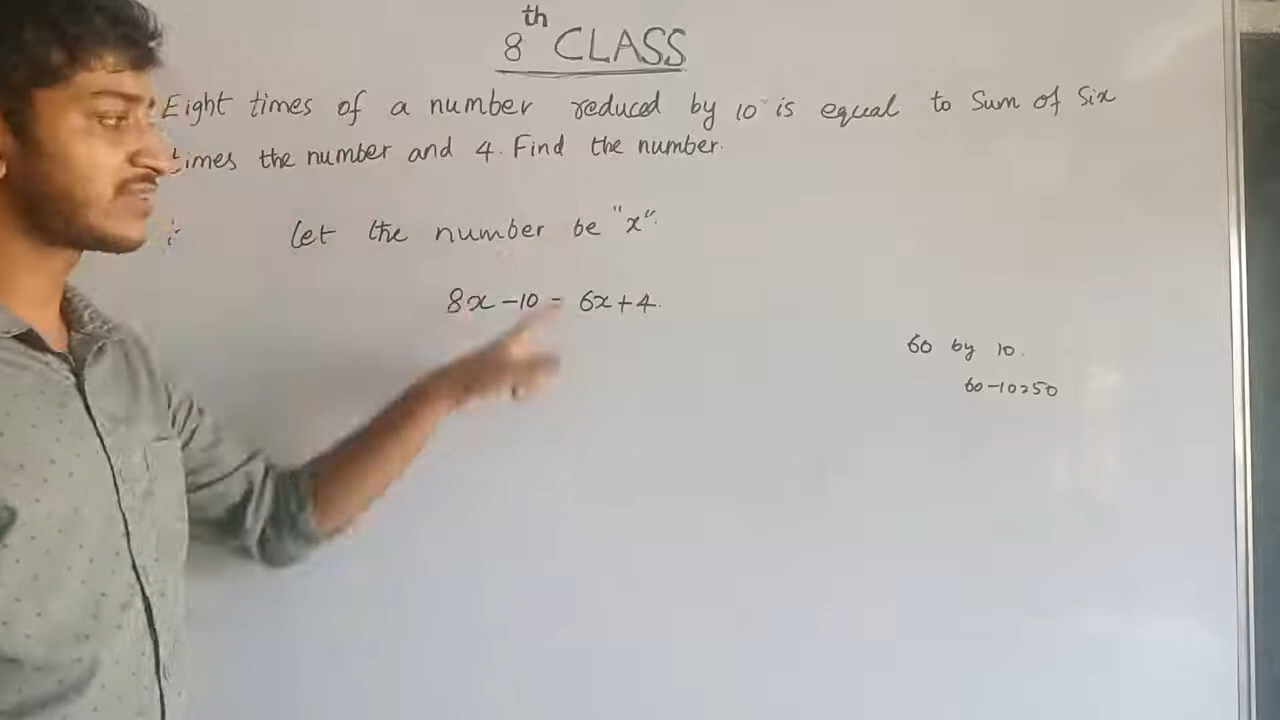 8th CLASS
Eight times of a number reduced by 10 is equal to Sum of Six
times the number and 4. Find the number.
let the number be "x".
8x - 10 = 6x + 4.
60 by 10.
60-10=50